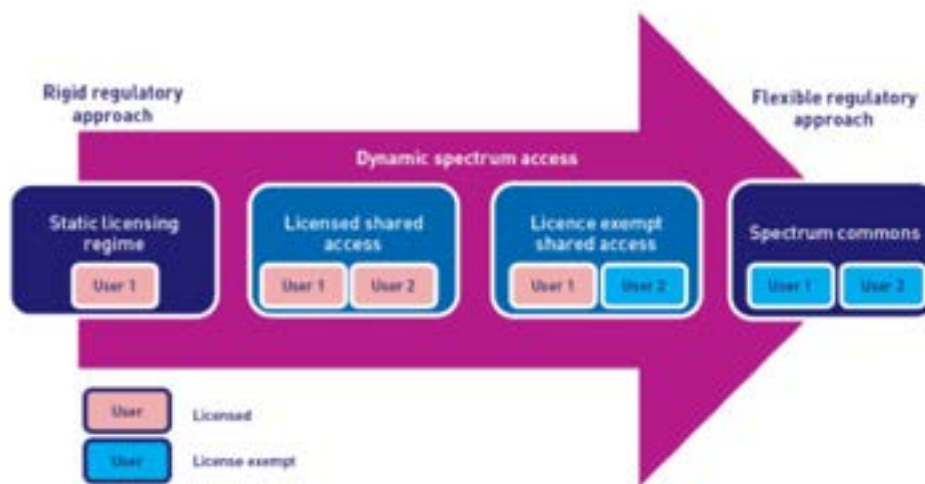 Rigid regulatory
approach
Flexible regulatory
approach
Dynamic spectrum access
Static licensing
regime
User 1
Licensed shared
access
User 1
User 2
Licence exempt
shared access
User 1
User 2
Spectrum commons
User 1
User 2
User
Licensed
User
License exempt